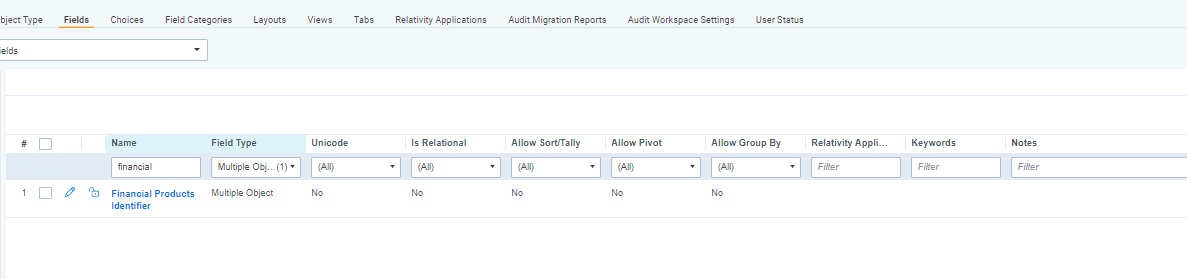 bject Type Fields Choices Field Categories Layouts Views Tabs Relativity Applications Audit Migration Reports Audit Workspace Settings User Status
ields
# Name Field Type Unicode Is Relational Allow Sort/Tally Allow Pivot Allow Group By Relativity Appli... Keywords Notes
financial Multiple Obj...(1) (All) (All) (All) (All) (All) Filter Filter Filter
1 Financial Products Multiple Object No No No No No
Identifier